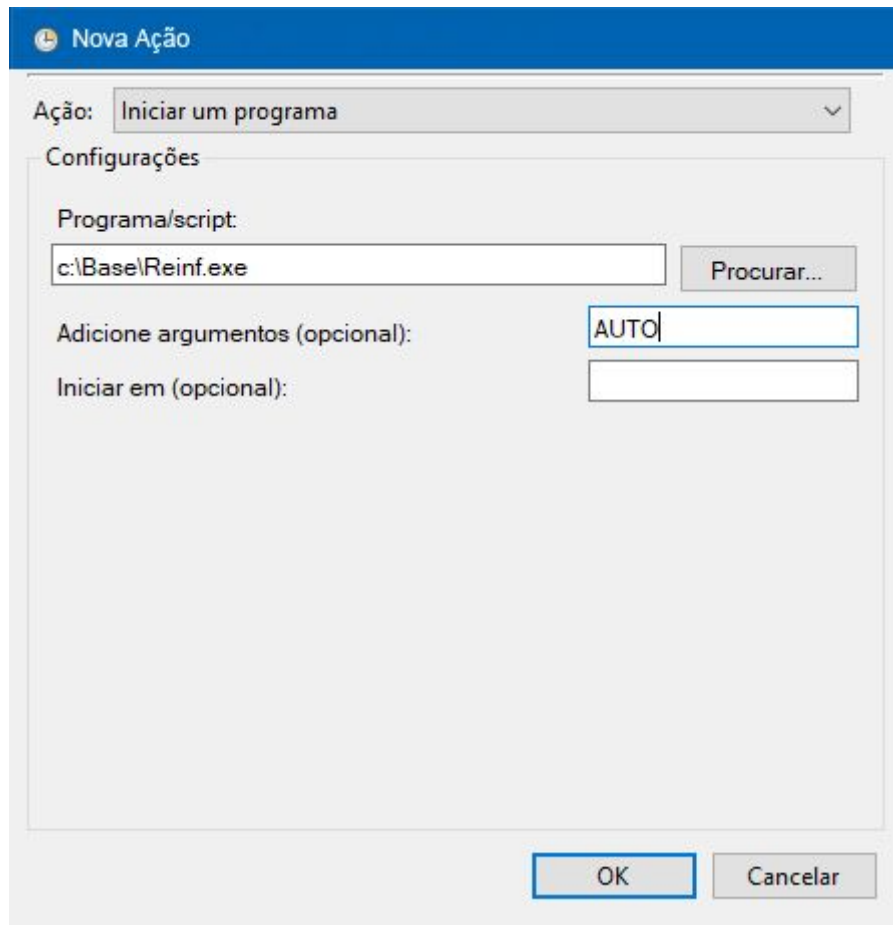 Nova Ação
Ação: Iniciar um programa
Configurações
Programa/script:
c:\Base\Reinf.exe Procurar...
Adicione argumentos (opcional): AUTO
Iniciar em (opcional):
OK Cancelar